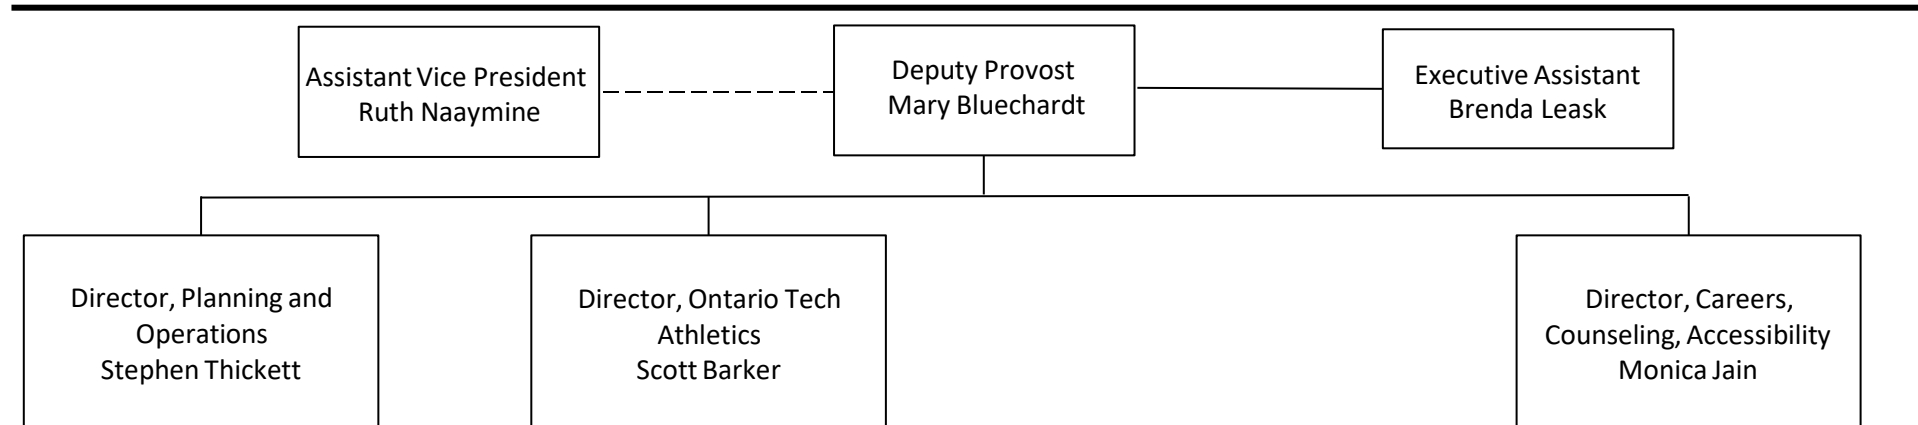 Assistant Vice President
Ruth Naaymine
Deputy Provost
Mary Bluechardt
Executive Assistant
Brenda Leask
Director, Planning and
Operations
Stephen Thickett
Director, Ontario Tech
Athletics
Scott Barker
Director, Careers,
Counseling, Accessibility
Monica Jain